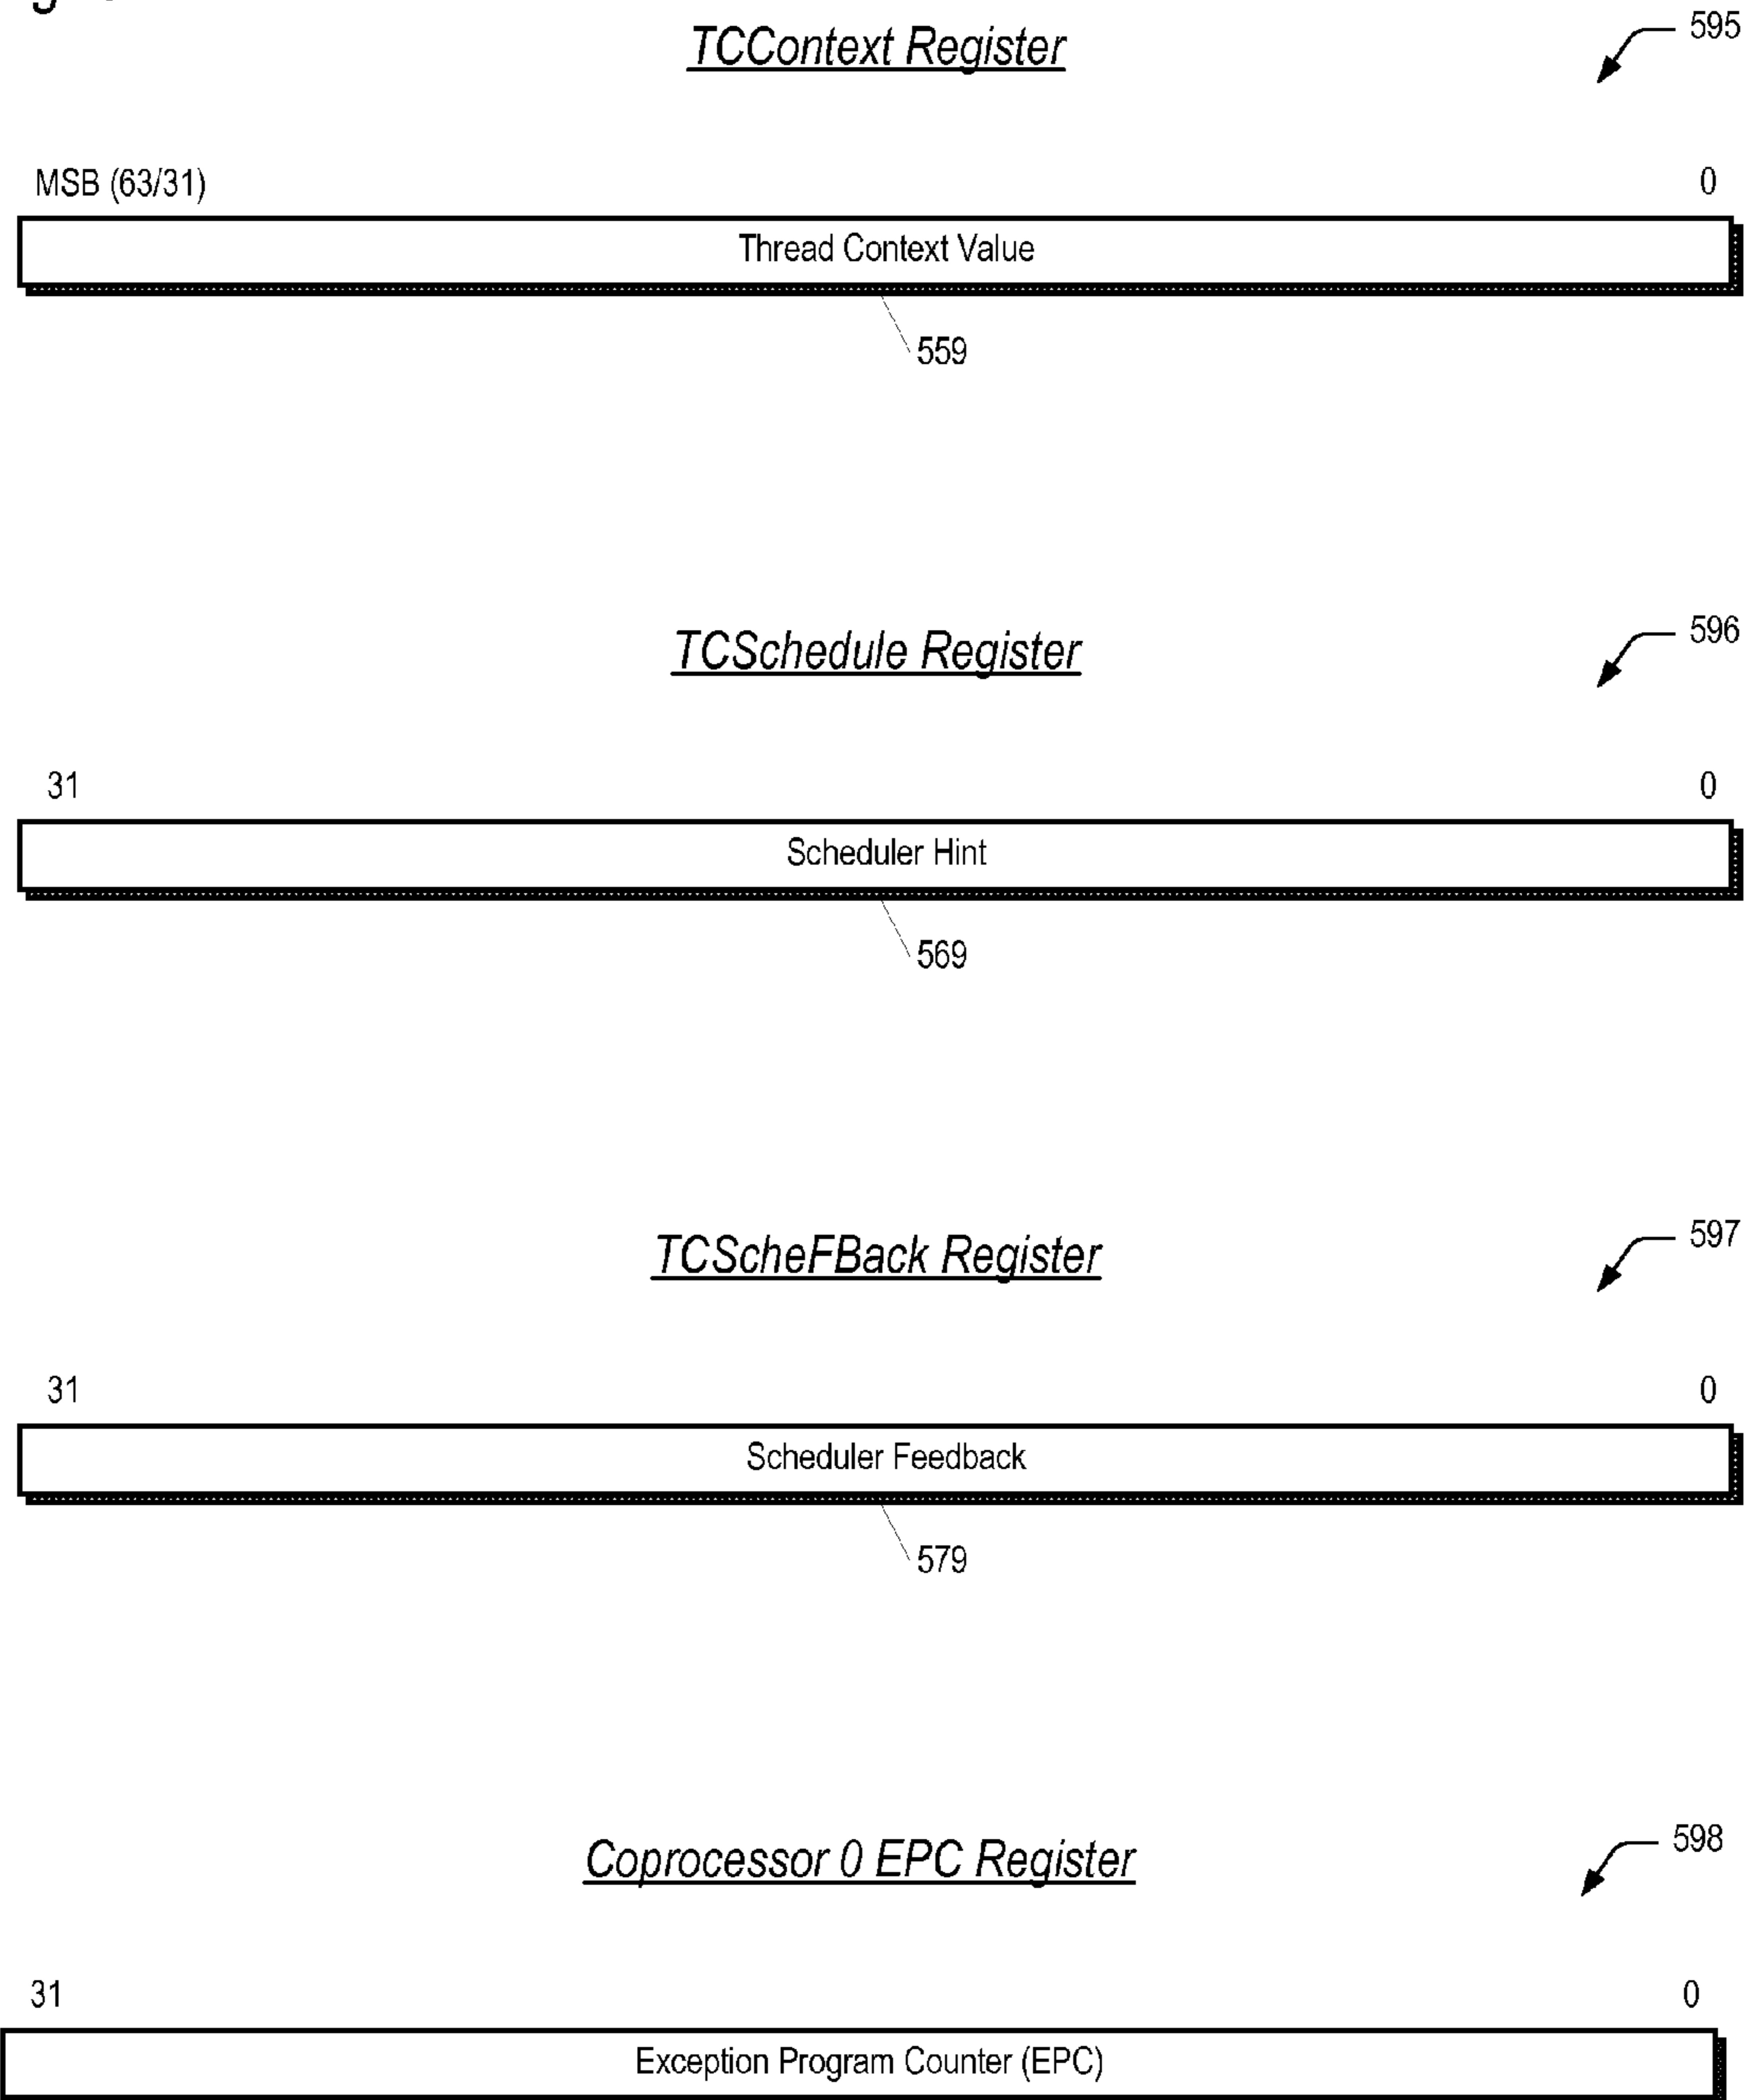 TCContext Register
595
MSB (63/31) 0
Thread Context Value
559
TCSchedule Register
596
31 0
Scheduler Hint
569
TCScheFBack Register
597
31 0
Scheduler Feedback
579
Coprocessor 0 EPC Register
598
31 0
Exception Program Counter (EPC)